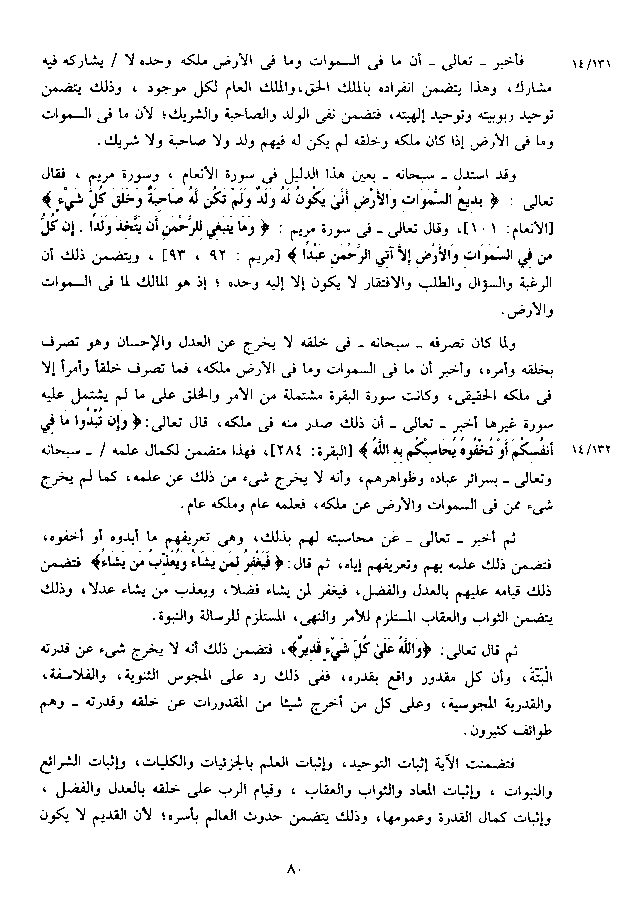 ١٤/١٣١ فأخبر ـ تعالى ـ أن ما فى السموات وما فى الأرض ملكه وحده لا / يشاركه فيه
مشارك، وهذا يتضمن انفراده بالملك الحق، والملك العام لكل موجود ، وذلك يتضمن
توحيد ربوبيته وتوحيد إلهيته، فتضمن نفى الولد والصاحبة والشريك؛ لأن ما فى السموات
وما فى الأرض إذا كان ملكه وخلقه لم يكن له فيهم ولد ولا صاحبة ولا شريك.
وقد استدل ـ سبحانه ـ بعين هذا الدليل فى سورة الأنعام ، وسورة مريم ، فقال
تعالى : ﴿ بَدِيعُ السَّمَوَاتِ وَالأَرْضِ أَنَّىٰ يَكُونُ لَهُ وَلَدٌ وَلَمْ تَكُن لَّهُ صَاحِبَةٌ وَخَلَقَ كُلَّ شَيْءٍ ﴾
[الأنعام: ١٠١]، وقال تعالى ـ فى سورة مريم : ﴿ وَمَا يَنبَغِي لِلرَّحْمَنِ أَن يَتَّخِذَ وَلَدًا . إِن كُلُّ
مَن فِي السَّمَوَاتِ وَالأَرْضِ إِلاَّ آتِي الرَّحْمَنِ عَبْدًا ﴾ [مريم : ٩٢ ، ٩٣] ، ويتضمن ذلك أن
الرغبة والسؤال والطلب والافتقار لا يكون إلا إليه وحده ؛ إذ هو المالك لما فى السموات
والأرض.
ولما كان تصرفه ـ سبحانه ـ فى خلقه لا يخرج عن العدل والإحسان وهو تصرف
بخلقه وأمره، وأخبر أن ما فى السموات وما فى الأرض ملكه، فما تصرف خلقاً وأمراً إلا
فى ملكه الحقيقى، وكانت سورة البقرة مشتملة من الأمر والخلق على ما لم يشتمل عليه
سورة غيرها أخبر ـ تعالى ـ أن ذلك صدر منه فى ملكه، قال تعالى: ﴿ وَإِن تُبْدُوا مَا فِي
١٤/١٣٢ أَنفُسِكُمْ أَوْ تُخْفُوهُ يُحَاسِبْكُم بِهِ اللَّهُ ﴾ [البقرة: ٢٨٤]، فهذا متضمن لكمال علمه / ـ سبحانه
وتعالى ـ بسرائر عباده وظواهرهم، وأنه لا يخرج شىء من ذلك عن علمه، كما لم يخرج
شىء ممن فى السموات والأرض عن ملكه، فعلمه عام وملكه عام.
ثم أخبر ـ تعالى ـ عن محاسبته لهم بذلك، وهى تعريفهم ما أبدوه أو أخفوه،
فتضمن ذلك علمه بهم وتعريفهم إياه، ثم قال: ﴿ فَيَغْفِرُ لِمَن يَشَاءُ وَيُعَذِّبُ مَن يَشَاءُ﴾ فتضمن
ذلك قيامه عليهم بالعدل والفضل، فيغفر لمن يشاء فضلا، ويعذب من يشاء عدلا، وذلك
يتضمن الثواب والعقاب المستلزم للأمر والنهى، المستلزم للرسالة والنبوة.
ثم قال تعالى: ﴿وَاللَّهُ عَلَىٰ كُلِّ شَيْءٍ قَدِيرٌ﴾، فتضمن ذلك أنه لا يخرج شىء عن قدرته
الْبَتَّةَ، وأن كل مقدور واقع بقدره، ففى ذلك رد على المجوس الثنوية، والفلاسفة،
والقدرية المجوسية، وعلى كل من أخرج شيئا من المقدورات عن خلقه وقدرته ـ وهم
طوائف كثيرون.
فتضمنت الآية إثبات التوحيد، وإثبات العلم بالجزئيات والكليات، وإثبات الشرائع
والنبوات ، وإثبات المعاد والثواب والعقاب ، وقيام الرب على خلقه بالعدل والفضل ،
وإثبات كمال القدرة وعمومها، وذلك يتضمن حدوث العالم بأسره؛ لأن القديم لا يكون
٨٠